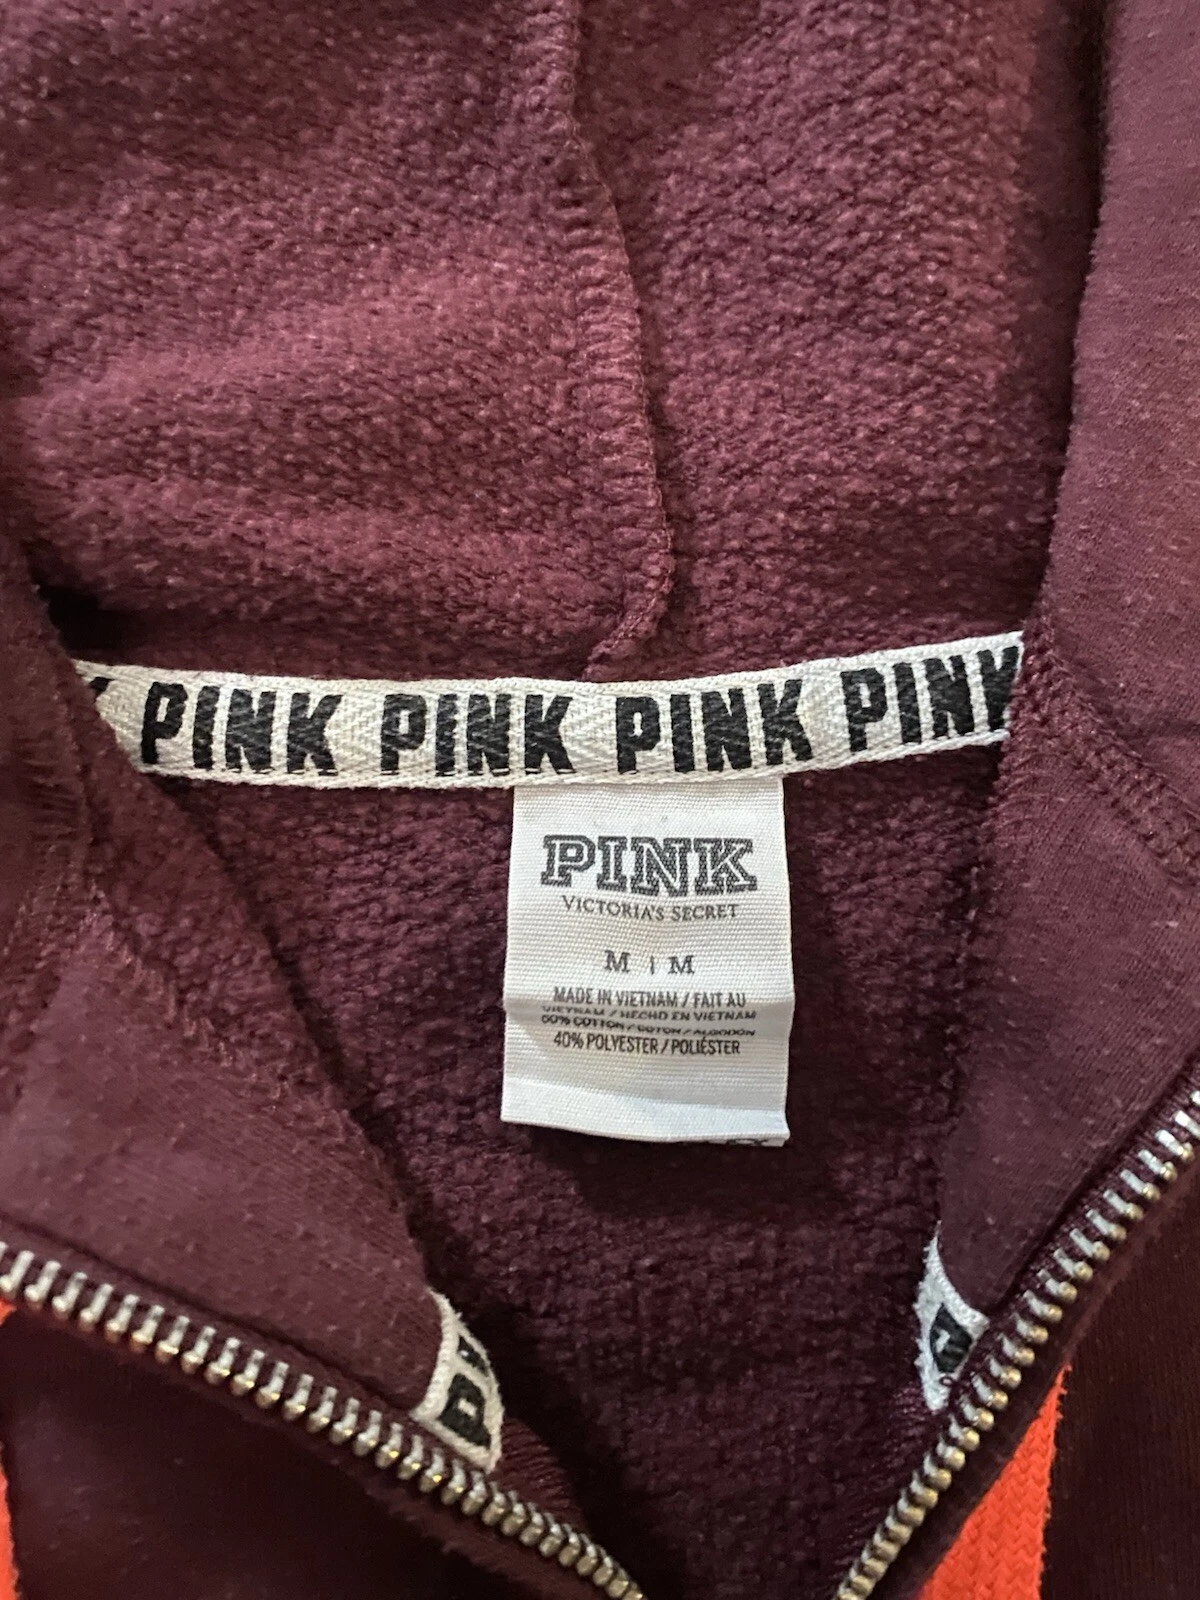 PINK PINK PINK PINK
PINK
VICTORIA'S SECRET
M | M
MADE IN VIETNAM / FAIT AU
VIETNAM / HECHO EN VIETNAM
60% COTTON / COTON / ALGODÓN
40% POLYESTER / POLIÉSTER